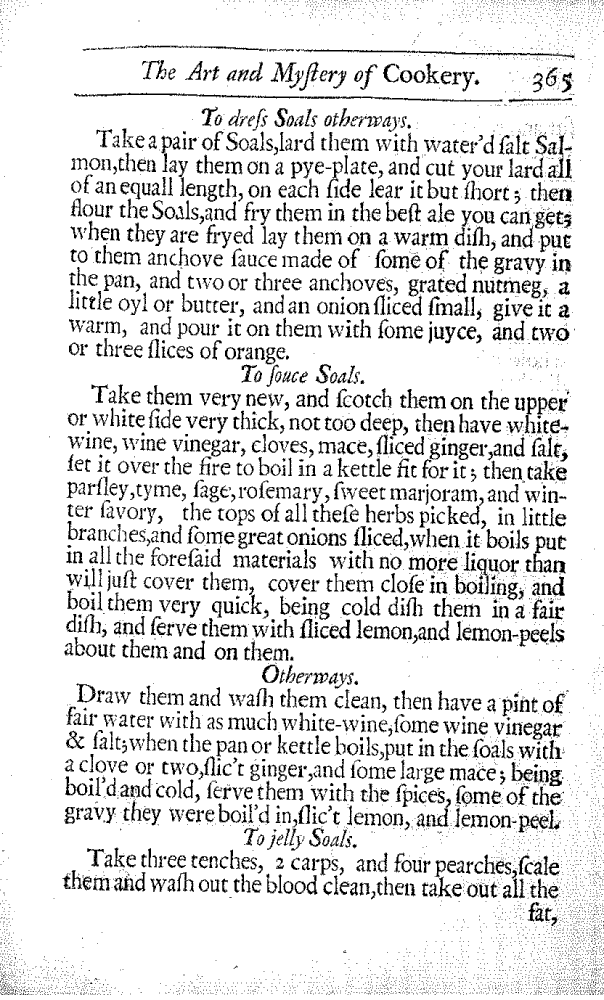 The Art and Myſtery of Cookery. 365
To dreſs Soals otherways.
Take a pair of Soals,lard them with water'd ſalt Sal-
mon,then lay them on a pye-plate, and cut your lard all
of an equall length, on each ſide lear it but ſhort; then
flour the Soals,and fry them in the beſt ale you can get;
when they are fryed lay them on a warm diſh, and put
to them anchove ſauce made of ſome of the gravy in
the pan, and two or three anchoves, grated nutmeg, a
little oyl or butter, and an onion ſliced ſmall, give it a
warm, and pour it on them with ſome juyce, and two
or three ſlices of orange.
To ſouce Soals.
Take them very new, and ſcotch them on the upper
or white ſide very thick, not too deep, then have white-
wine, wine vinegar, cloves, mace, ſliced ginger,and ſalt,
ſet it over the fire to boil in a kettle fit for it; then take
parſley,tyme, ſage,roſemary, ſweet marjoram, and win-
ter ſavory, the tops of all theſe herbs picked, in little
branches,and ſome great onions ſliced,when it boils put
in all the foreſaid materials with no more liquor than
will juſt cover them, cover them cloſe in boiling, and
boil them very quick, being cold diſh them in a fair
diſh, and ſerve them with ſliced lemon,and lemon-peels
about them and on them.
Otherways.
Draw them and waſh them clean, then have a pint of
fair water with as much white-wine,ſome wine vinegar
& ſalt;when the pan or kettle boils,put in the ſoals with
a clove or two,ſlic't ginger,and ſome large mace; being
boil'd and cold, ſerve them with the ſpices, ſome of the
gravy they were boil'd in,ſlic't lemon, and lemon-peel.
To jelly Soals.
Take three tenches, 2 carps, and four pearches,ſcale
them and waſh out the blood clean,then take out all the
fat,